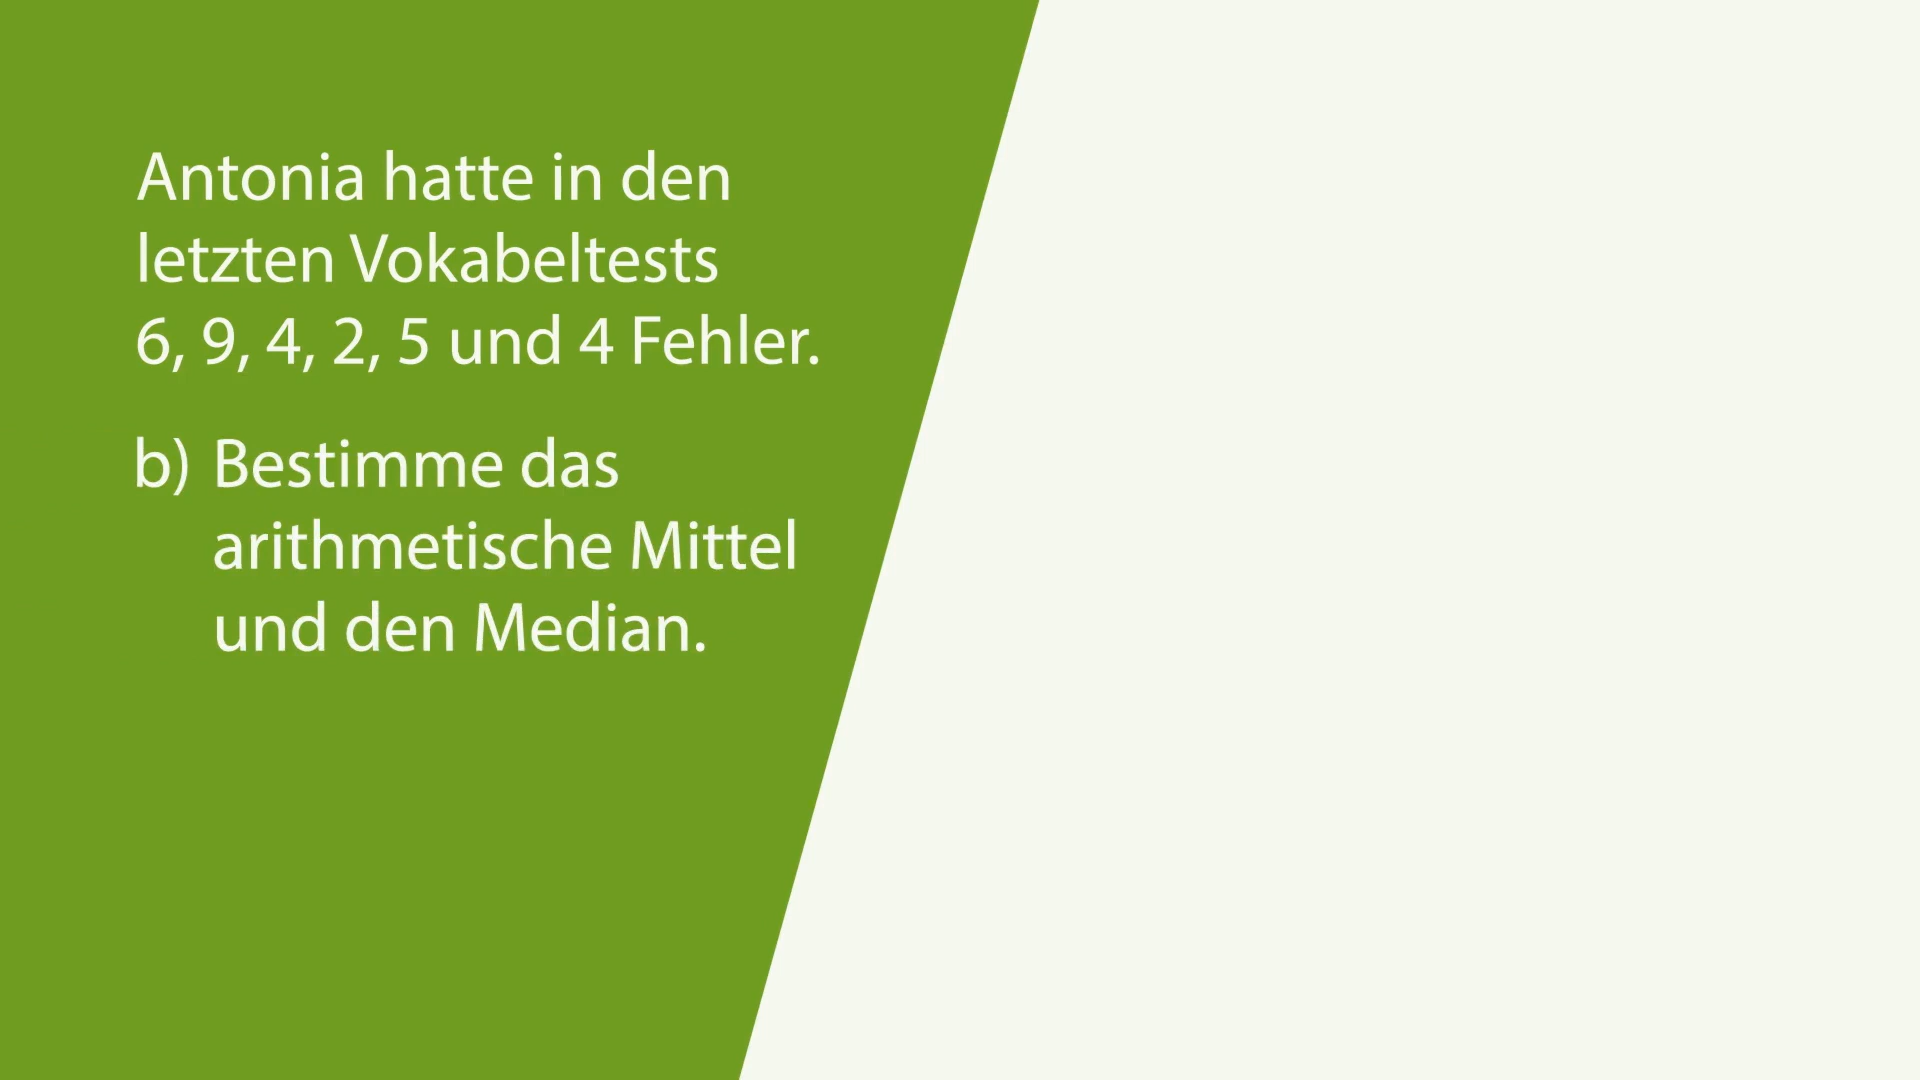 Antonia hatte in den
letzten Vokabeltests
6, 9, 4, 2, 5 und 4 Fehler.
b) Bestimme das
arithmetische Mittel
und den Median.